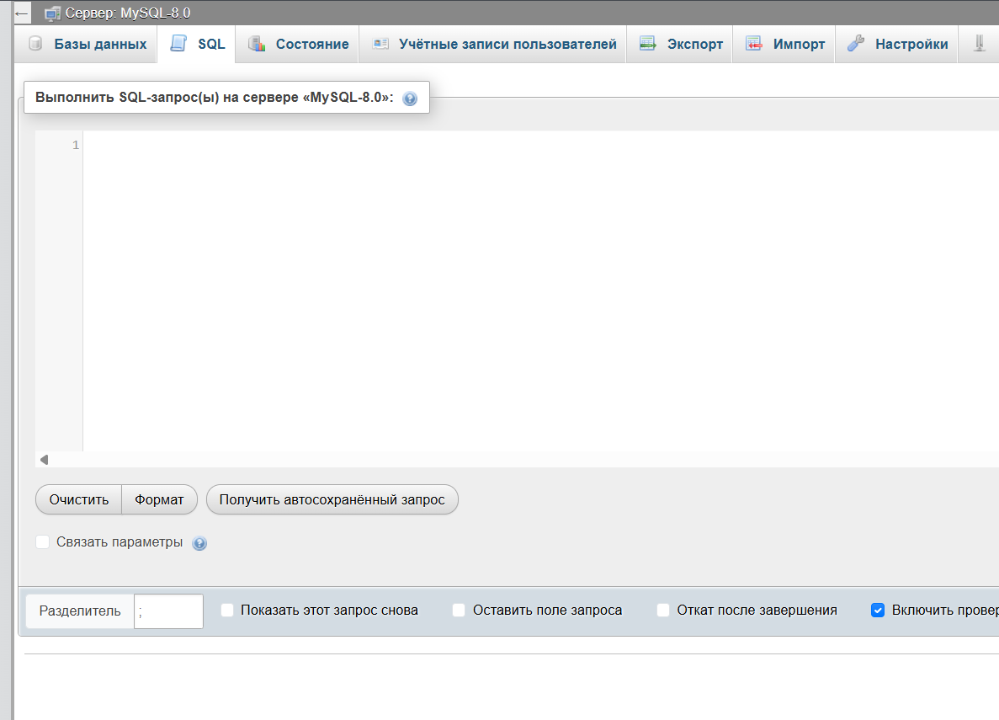 Сервер: MySQL-8.0
Базы данных SQL Состояние Учётные записи пользователей Экспорт Импорт Настройки
Выполнить SQL-запрос(ы) на сервере «MySQL-8.0»:
1
Очистить Формат Получить автосохранённый запрос
Связать параметры
Разделитель ; Показать этот запрос снова Оставить поле запроса Откат после завершения Включить